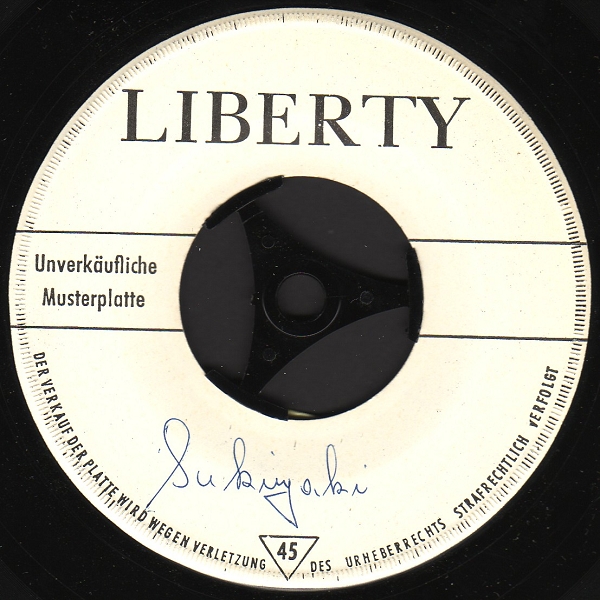 LIBERTY
Unverkäufliche
Musterplatte
Sukiyaki
DER VERKAUF DER PLATTE WIRD WEGEN VERLETZUNG DES URHEBERRECHTS STRAFRECHTLICH VERFOLGT
45